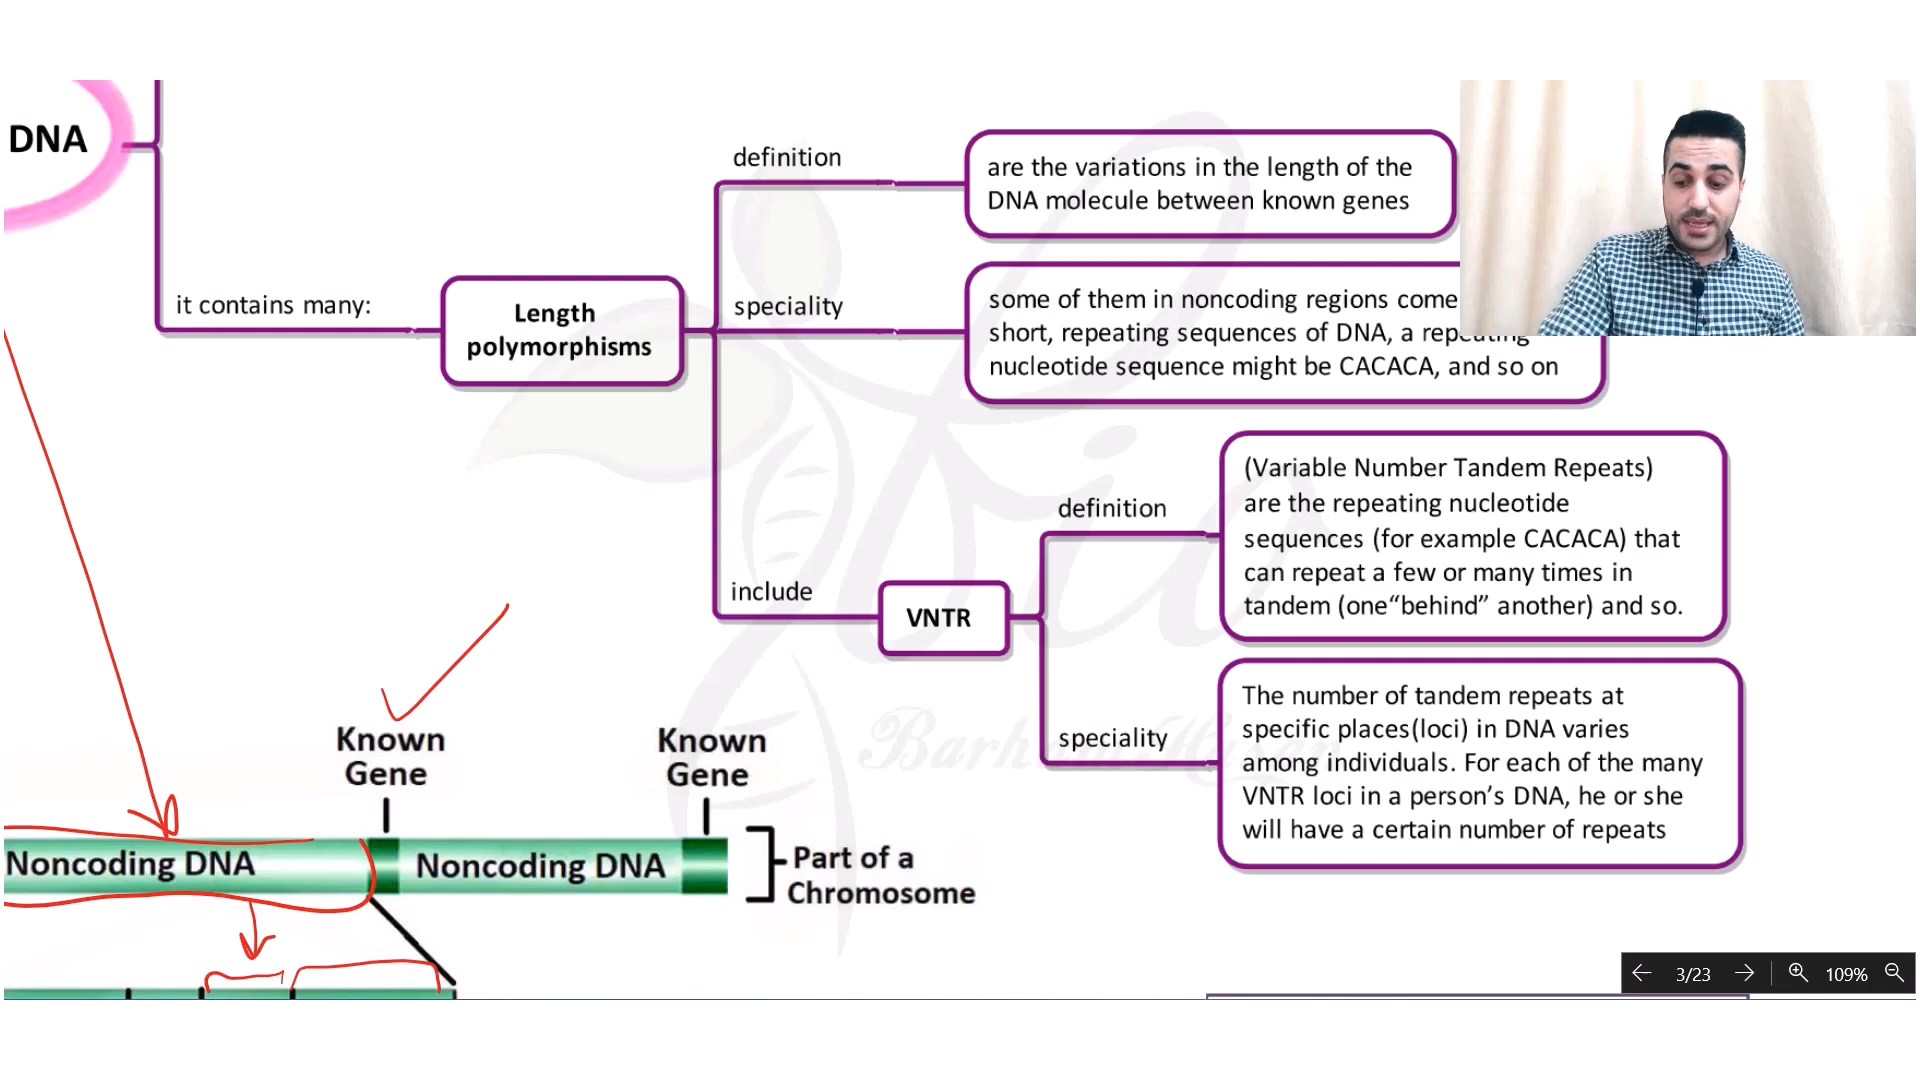 DNA
definition
are the variations in the length of the
DNA molecule between known genes
it contains many:
Length
polymorphisms
speciality
some of them in noncoding regions come
short, repeating sequences of DNA, a repeating
nucleotide sequence might be CACACA, and so on
include
VNTR
definition
(Variable Number Tandem Repeats)
are the repeating nucleotide
sequences (for example CACACA) that
can repeat a few or many times in
tandem (one“behind” another) and so.
speciality
The number of tandem repeats at
specific places(loci) in DNA varies
among individuals. For each of the many
VNTR loci in a person’s DNA, he or she
will have a certain number of repeats
Known
Gene
Known
Gene
Noncoding DNA
Noncoding DNA
Part of a
Chromosome
3/23
109%